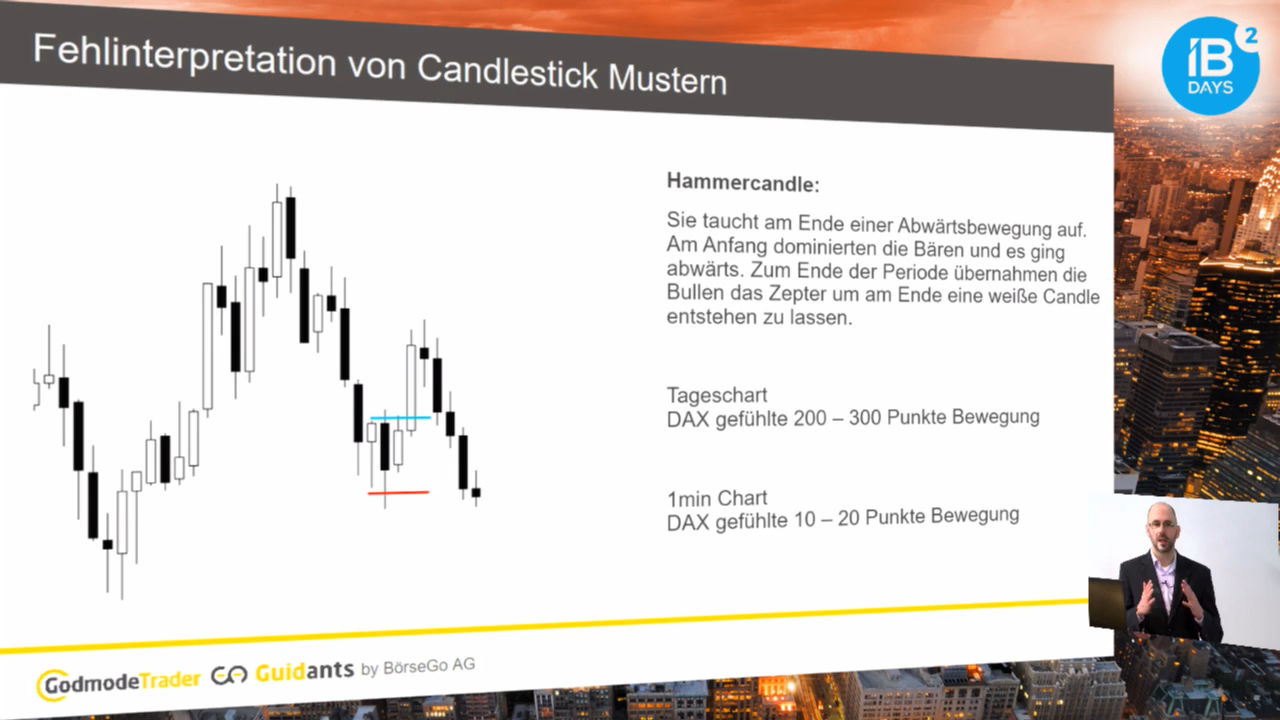 Fehlinterpretation von Candlestick Mustern
IB 2
DAYS
Hammercandle:
Sie taucht am Ende einer Abwärtsbewegung auf.
Am Anfang dominierten die Bären und es ging
abwärts. Zum Ende der Periode übernahmen die
Bullen das Zepter um am Ende eine weiße Candle
entstehen zu lassen.
Tageschart
DAX gefühlte 200 – 300 Punkte Bewegung
1min Chart
DAX gefühlte 10 – 20 Punkte Bewegung
GodmodeTrader Guidants by BörseGo AG